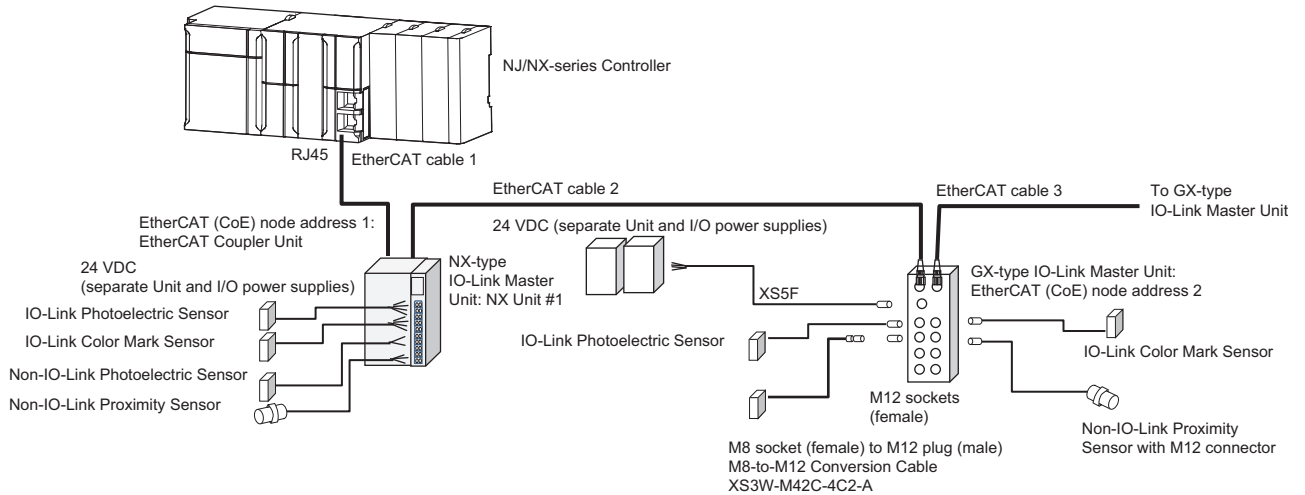 NJ/NX-series Controller
RJ45
EtherCAT cable 1
EtherCAT cable 2
EtherCAT cable 3
To GX-type
IO-Link Master Unit
EtherCAT (CoE) node address 1:
EtherCAT Coupler Unit
24 VDC (separate Unit and I/O power supplies)
24 VDC
(separate Unit and I/O power supplies)
NX-type
IO-Link Master
Unit: NX Unit #1
GX-type IO-Link Master Unit:
EtherCAT (CoE) node address 2
XS5F
IO-Link Photoelectric Sensor
IO-Link Color Mark Sensor
Non-IO-Link Photoelectric Sensor
Non-IO-Link Proximity Sensor
IO-Link Photoelectric Sensor
IO-Link Color Mark Sensor
M12 sockets
(female)
Non-IO-Link Proximity
Sensor with M12 connector
M8 socket (female) to M12 plug (male)
M8-to-M12 Conversion Cable
XS3W-M42C-4C2-A